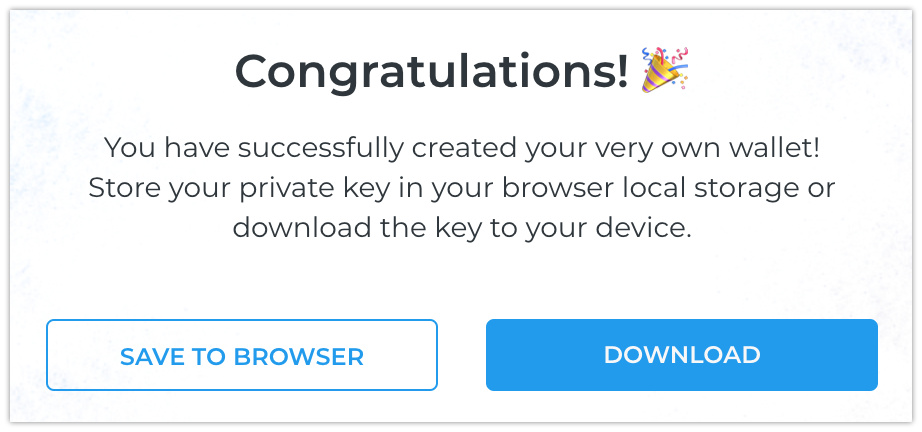 Congratulations! 🎉
You have successfully created your very own wallet!
Store your private key in your browser local storage or
download the key to your device.
SAVE TO BROWSER
DOWNLOAD